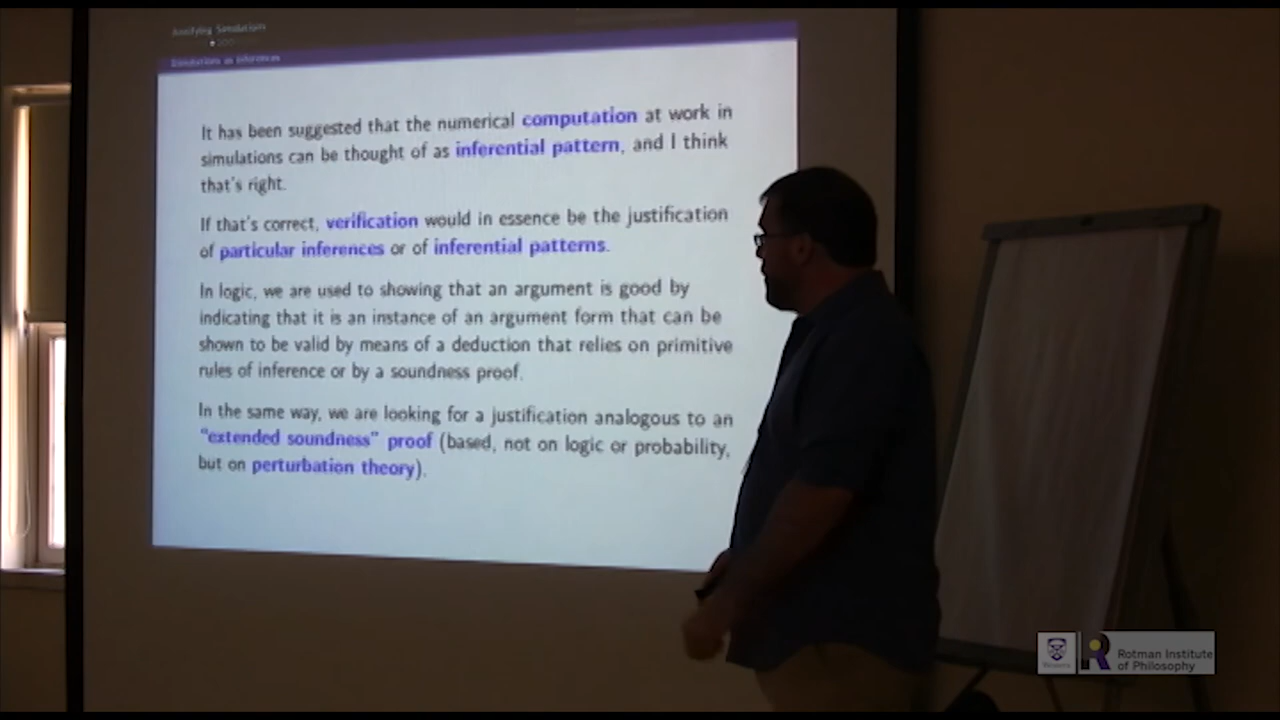 Justifying Simulations
Simulations as Inferences
It has been suggested that the numerical computation at work in
simulations can be thought of as inferential pattern, and I think
that's right.
If that's correct, verification would in essence be the justification
of particular inferences or of inferential patterns.
In logic, we are used to showing that an argument is good by
indicating that it is an instance of an argument form that can be
shown to be valid by means of a deduction that relies on primitive
rules of inference or by a soundness proof.
In the same way, we are looking for a justification analogous to an
"extended soundness" proof (based, not on logic or probability,
but on perturbation theory).
Western
R
Rotman Institute
of Philosophy